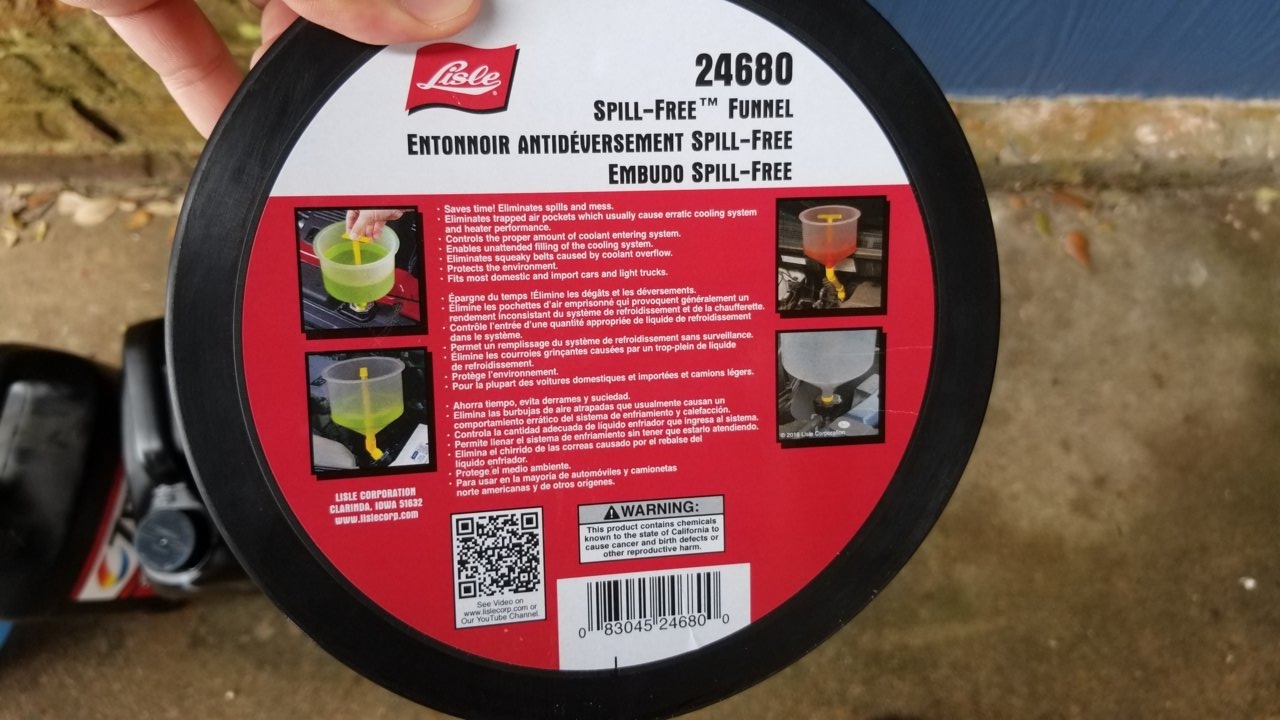 Lisle
24680
SPILL-FREE™ FUNNEL
ENTONNOIR ANTIDÉVERSEMENT SPILL-FREE
EMBUDO SPILL-FREE
· Saves time! Eliminates spills and mess.
· Eliminates trapped air pockets which usually cause erratic cooling system
and heater performance.
· Controls the proper amount of coolant entering system.
· Enables unattended filling of the cooling system.
· Eliminates squeaky belts caused by coolant overflow.
· Protects the environment.
· Fits most domestic and import cars and light trucks.
· Épargne du temps !Élimine les dégâts et les déversements.
· Élimine les pochettes d'air emprisonné qui provoquent généralement un
rendement inconsistant du système de refroidissement et de la chaufferette.
· Contrôle l'entrée d'une quantité appropriée de liquide de refroidissement
dans le système.
· Permet un remplissage du système de refroidissement sans surveillance.
· Élimine les courroies grinçantes causées par un trop-plein de liquide
de refroidissement.
· Protège l'environnement.
· Pour la plupart des voitures domestiques et importées et camions légers.
· Ahorra tiempo, evita derrames y suciedad.
· Elimina las burbujas de aire atrapadas que usualmente causan un
comportamiento errático del sistema de enfriamiento y calefacción.
· Controla la cantidad adecuada de líquido enfriador que ingresa al sistema.
· Permite llenar el sistema de enfriamiento sin tener que estarlo atendiendo.
· Elimina el chirrido de las correas causado por el rebalse del
líquido enfriador.
· Protege el medio ambiente.
· Para usar en la mayoría de automóviles y camionetas
norte americanas y de otros orígenes.
© 2016 Lisle Corporation
LISLE CORPORATION
CLARINDA, IOWA 51632
www.lislecorp.com
See Video on
www.lislecorp.com or
Our YouTube Channel.
WARNING:
This product contains chemicals
known to the state of California to
cause cancer and birth defects or
other reproductive harm.
0 83045 24680 0